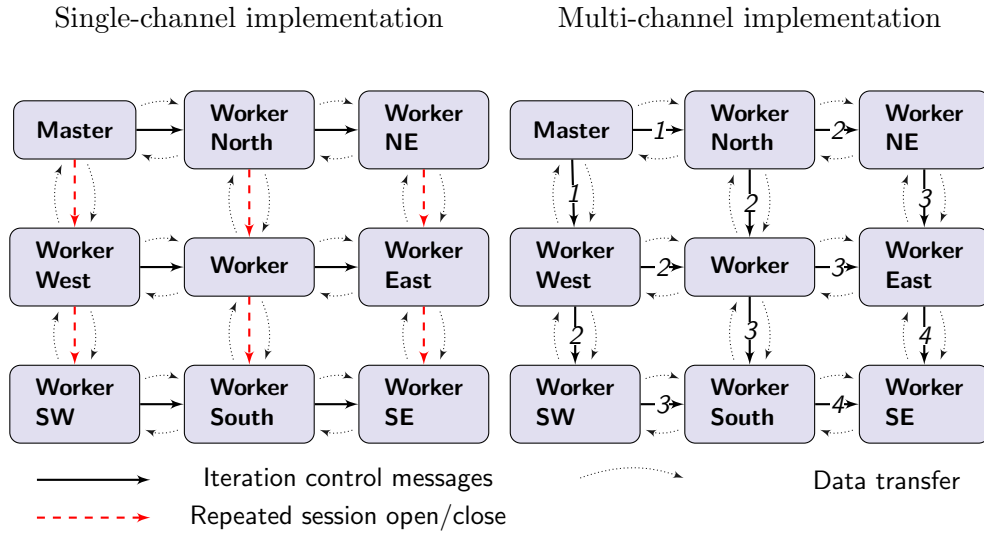 Single-channel implementation
Multi-channel implementation
Master
Worker
North
Worker
NE
Master
1
Worker
North
2
Worker
NE
1
2
3
Worker
West
Worker
Worker
East
Worker
West
2
Worker
3
Worker
East
2
3
4
Worker
SW
Worker
South
Worker
SE
Worker
SW
3
Worker
South
4
Worker
SE
Iteration control messages
Data transfer
Repeated session open/close